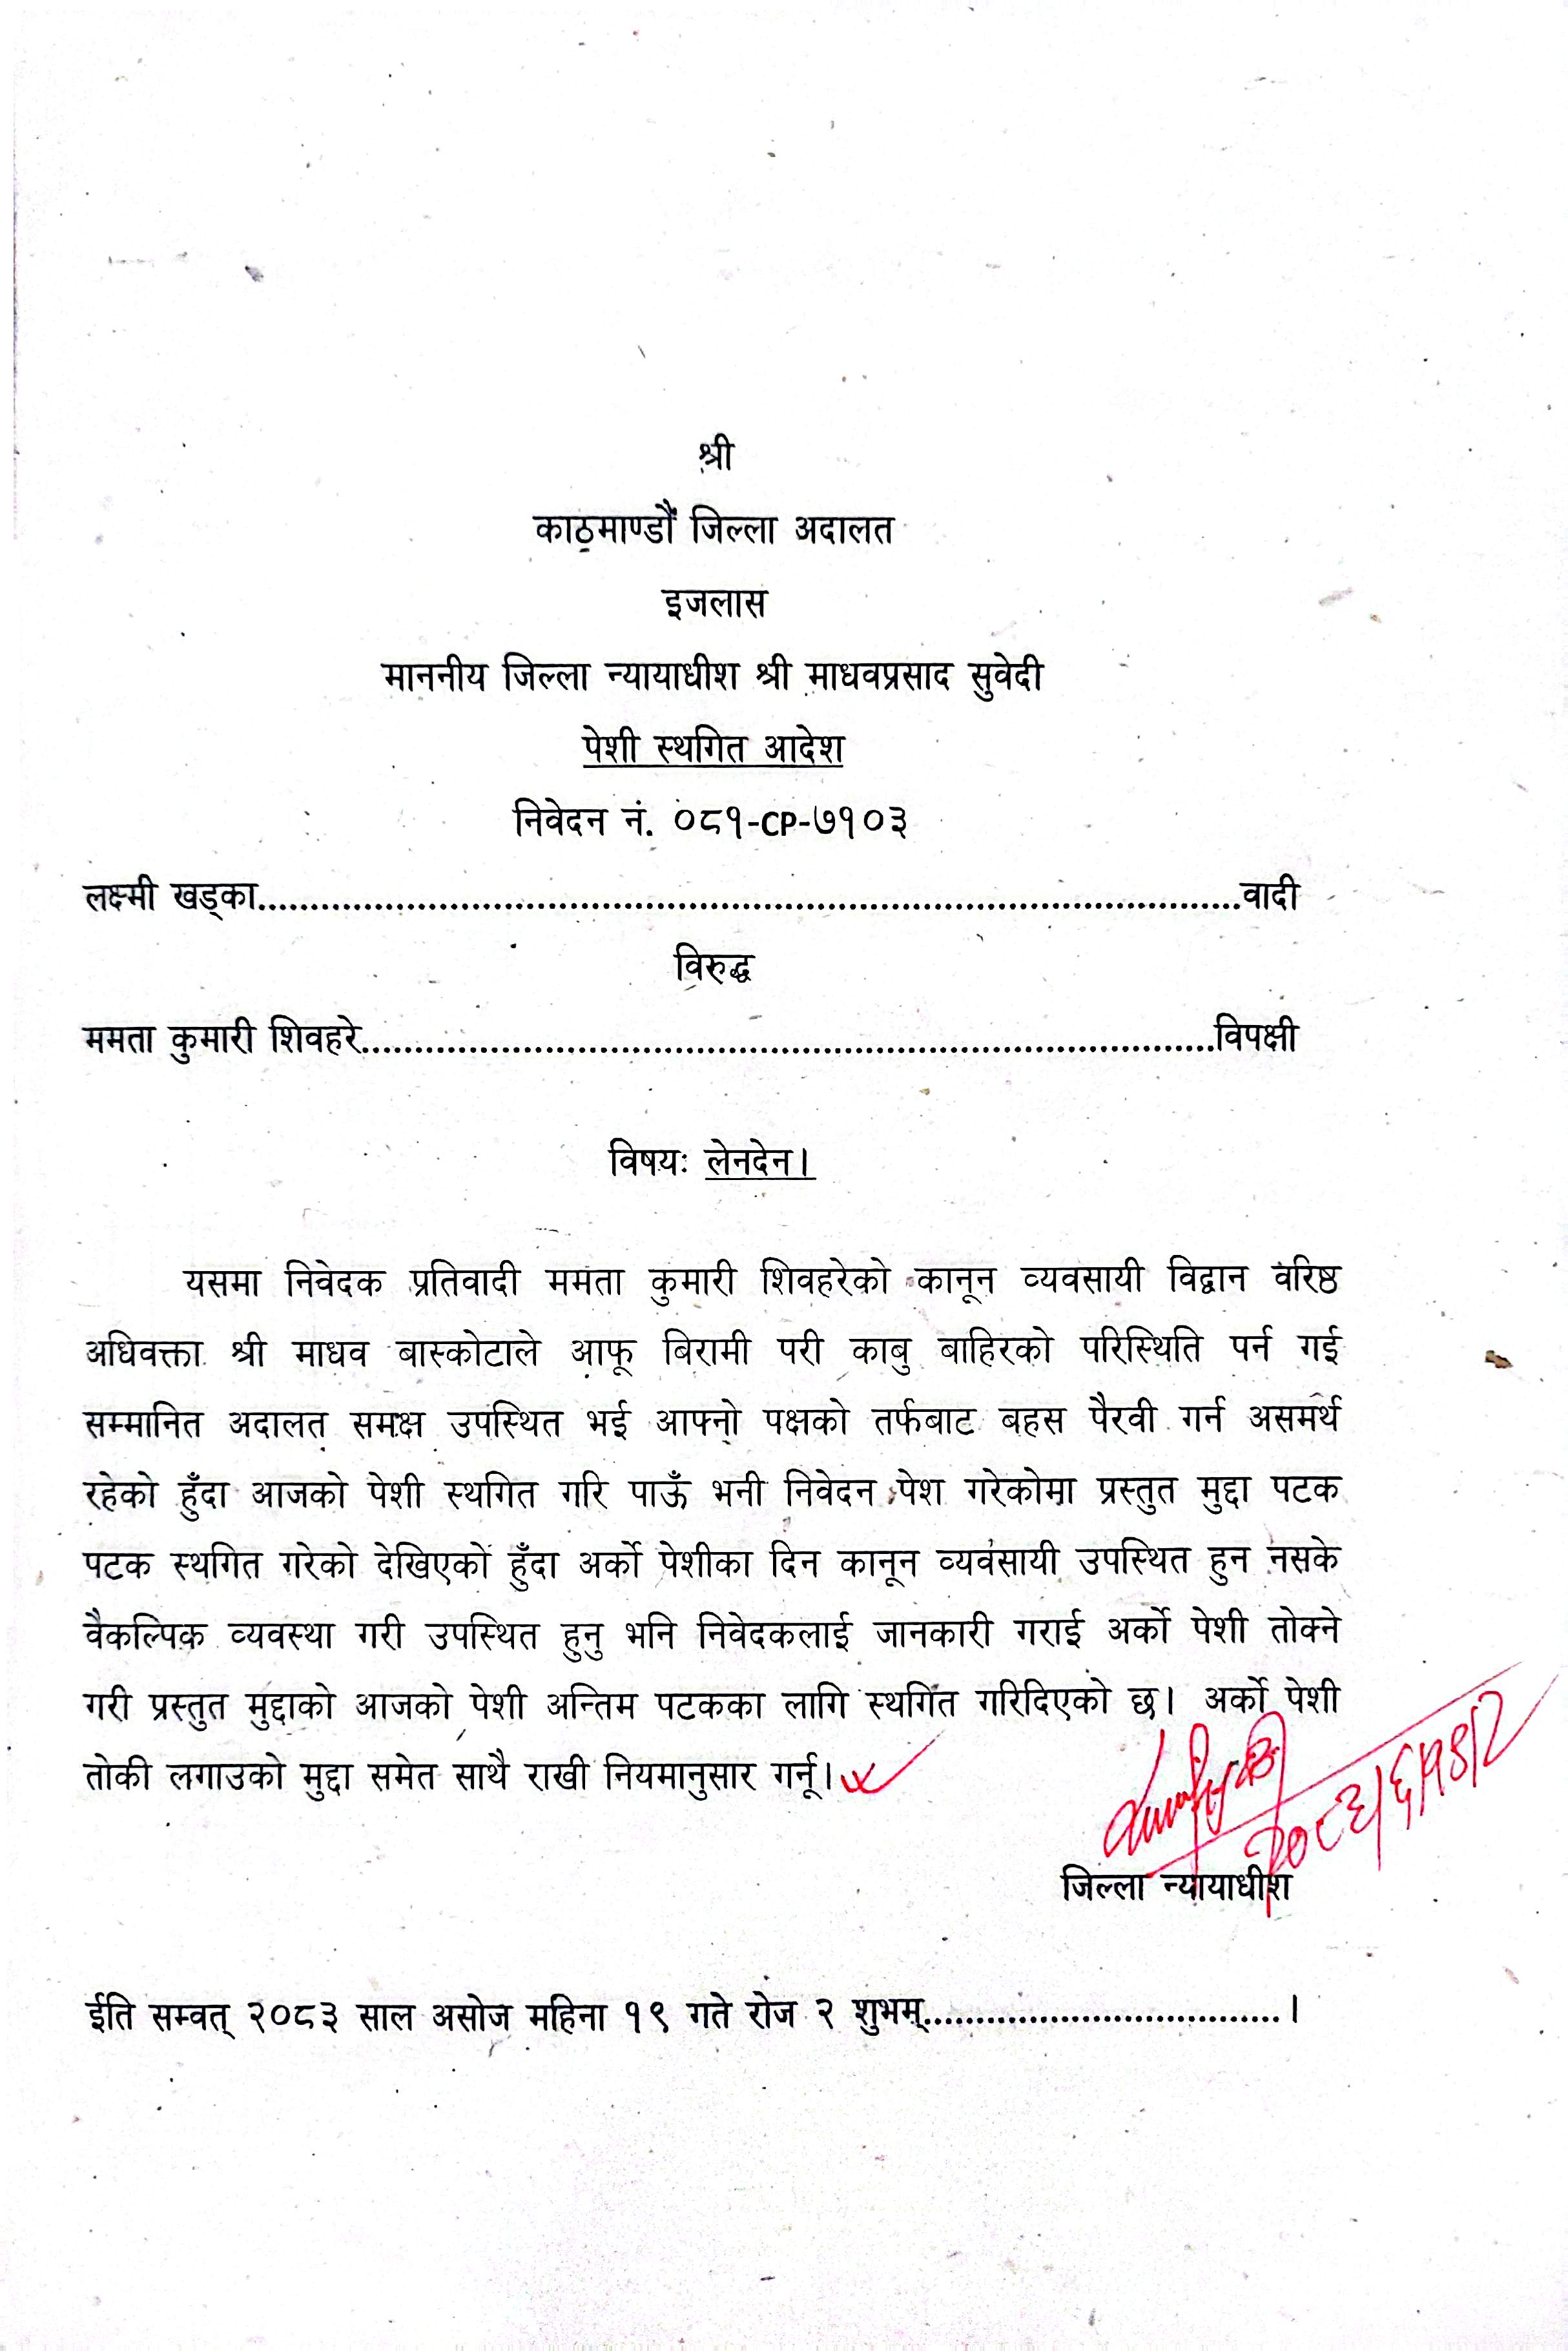 श्री
काठमाण्डौं जिल्ला अदालत
इजलास
माननीय जिल्ला न्यायाधीश श्री माधवप्रसाद सुवेदी
पेशी स्थगित आदेश
निवेदन नं. ०८१-CP-७१०३
लक्ष्मी खड्का..........................................................................................वादी
विरुद्ध
ममता कुमारी शिवहरे..............................................................................विपक्षी
विषयः लेनदेन।
यसमा निवेदक प्रतिवादी ममता कुमारी शिवहरेको कानून व्यवसायी विद्वान वरिष्ठ
अधिवक्ता श्री माधव बास्कोटाले आफू बिरामी परी काबु बाहिरको परिस्थिति पर्न गई
सम्मानित अदालत समक्ष उपस्थित भई आफ्नो पक्षको तर्फबाट बहस पैरवी गर्न असमर्थ
रहेको हुँदा आजको पेशी स्थगित गरि पाऊँ भनी निवेदन पेश गरेकोमा प्रस्तुत मुद्दा पटक
पटक स्थगित गरेको देखिएको हुँदा अर्को पेशीका दिन कानून व्यवसायी उपस्थित हुन नसके
वैकल्पिक व्यवस्था गरी उपस्थित हुनु भनि निवेदकलाई जानकारी गराई अर्को पेशी तोक्ने
गरी प्रस्तुत मुद्दाको आजको पेशी अन्तिम पटकका लागि स्थगित गरिदिएको छ। अर्को पेशी
तोकी लगाउको मुद्दा समेत साथै राखी नियमानुसार गर्नू।
जिल्ला न्यायाधीश
ईति सम्वत् २०८३ साल असोज महिना १९ गते रोज २ शुभम्..................................।